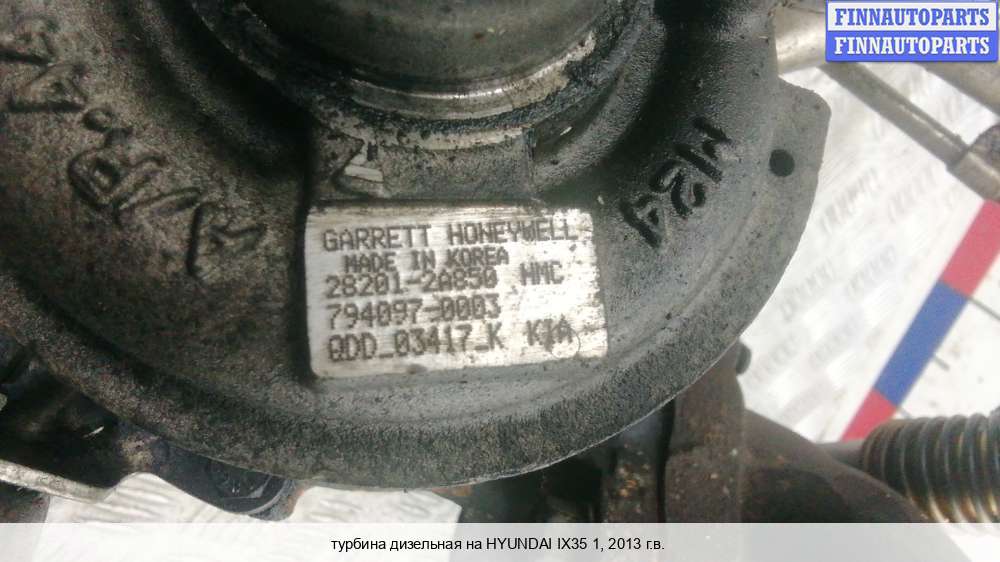 FINNAUTOPARTS
FINNAUTOPARTS
M24
GARRETT HONEYWELL
MADE IN KOREA
28201-2A850 HMC
794097-0003
QDD_03417_K KIA
турбина дизельная на HYUNDAI IX35 1, 2013 г.в.